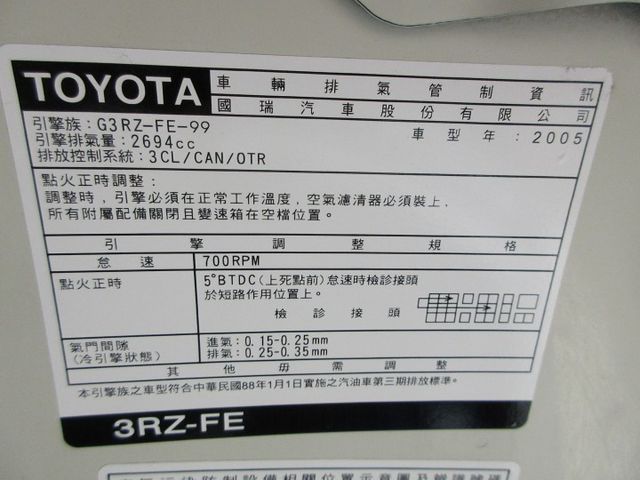 TOYOTA
車輛排氣管制資訊
國瑞汽車股份有限公司
引擎族：G3RZ-FE-99
車型年：2005
引擎排氣量：2694cc
排放控制系統：3CL/CAN/OTR
點火正時調整：
調整時，引擎必須在正常工作溫度，空氣濾清器必須裝上，
所有附屬配備關閉且變速箱在空檔位置。
引擎調整規格
怠速 700RPM
點火正時 5°BTDC(上死點前)怠速時檢診接頭
於短路作用位置上。
檢診接頭
氣門間隙 進氣：0.15-0.25mm
(冷引擎狀態) 排氣：0.25-0.35mm
其他毋需調整
本引擎族之車型符合中華民國88年1月1日實施之汽油車第三期排放標準。
3RZ-FE